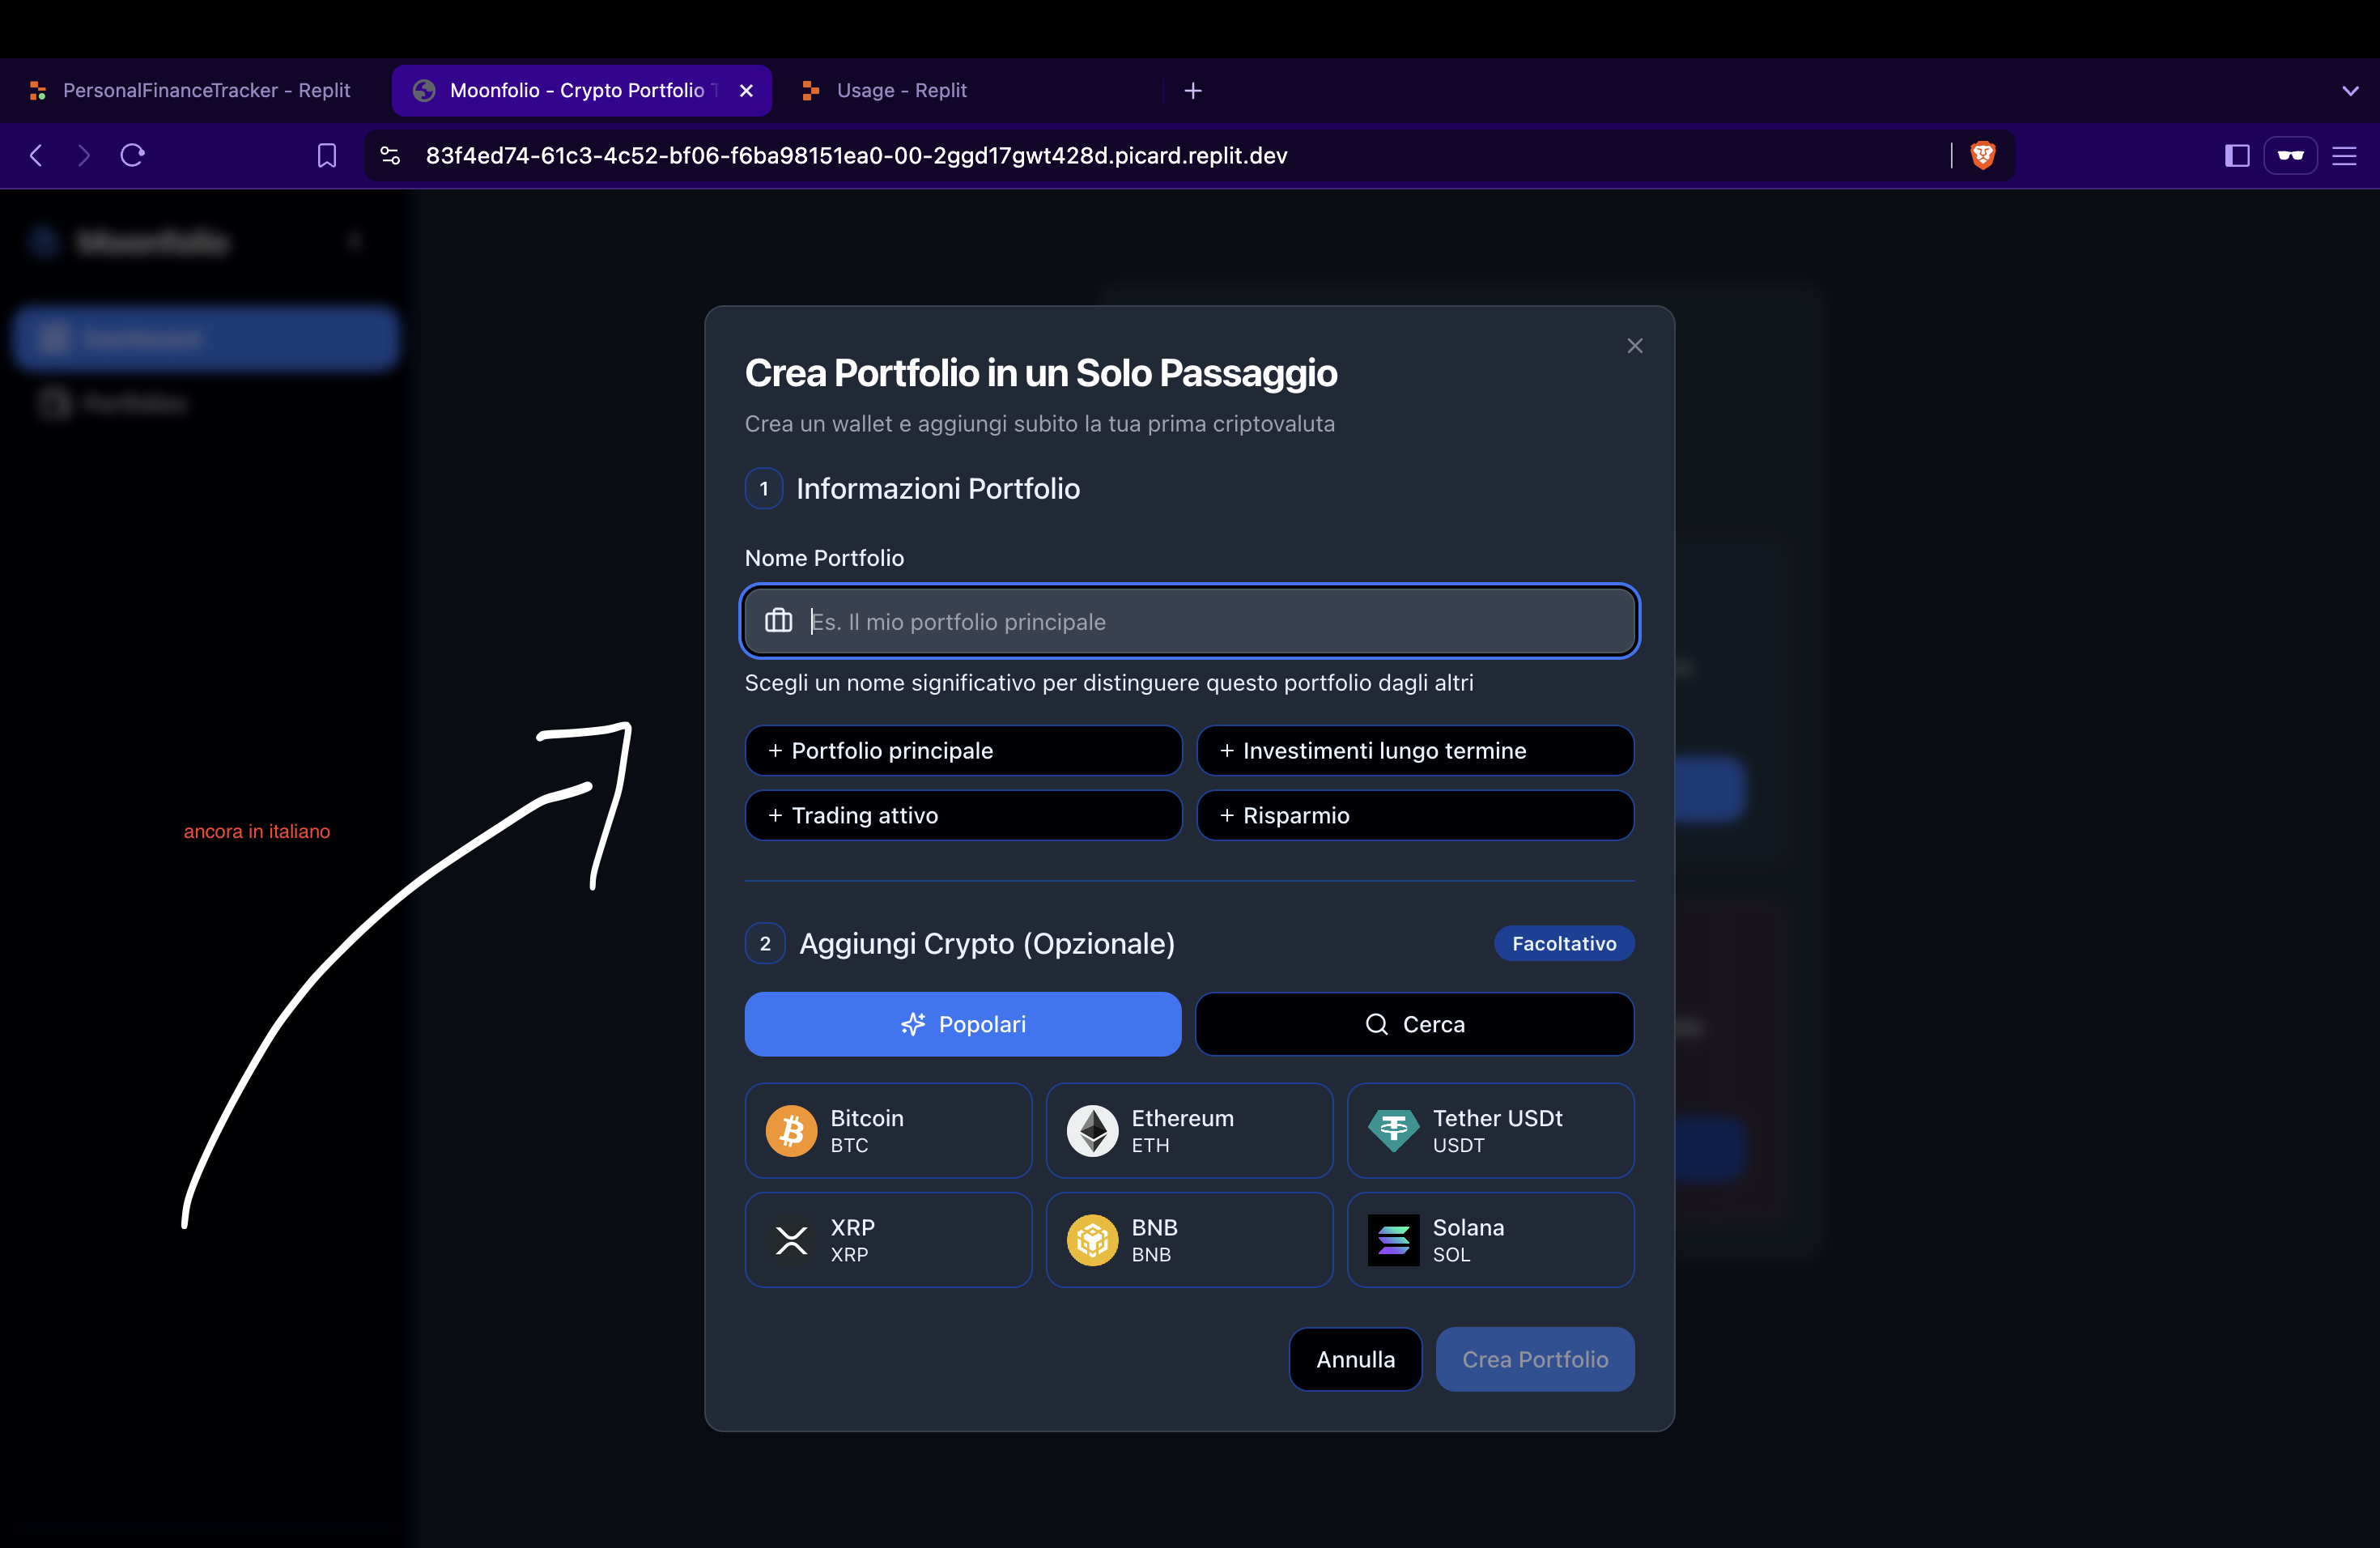 PersonalFinanceTracker - Replit
Moonfolio - Crypto Portfolio
Usage - Replit
83f4ed74-61c3-4c52-bf06-f6ba98151ea0-00-2ggd17gwt428d.picard.replit.dev
Moonfolio
Dashboard
Portfolios
ancora in italiano
Crea Portfolio in un Solo Passaggio
Crea un wallet e aggiungi subito la tua prima criptovaluta
1 Informazioni Portfolio
Nome Portfolio
Es. Il mio portfolio principale
Scegli un nome significativo per distinguere questo portfolio dagli altri
+ Portfolio principale
+ Investimenti lungo termine
+ Trading attivo
+ Risparmio
2 Aggiungi Crypto (Opzionale)
Facoltativo
Popolari
Cerca
Bitcoin
BTC
Ethereum
ETH
Tether USDt
USDT
XRP
XRP
BNB
BNB
Solana
SOL
Annulla
Crea Portfolio